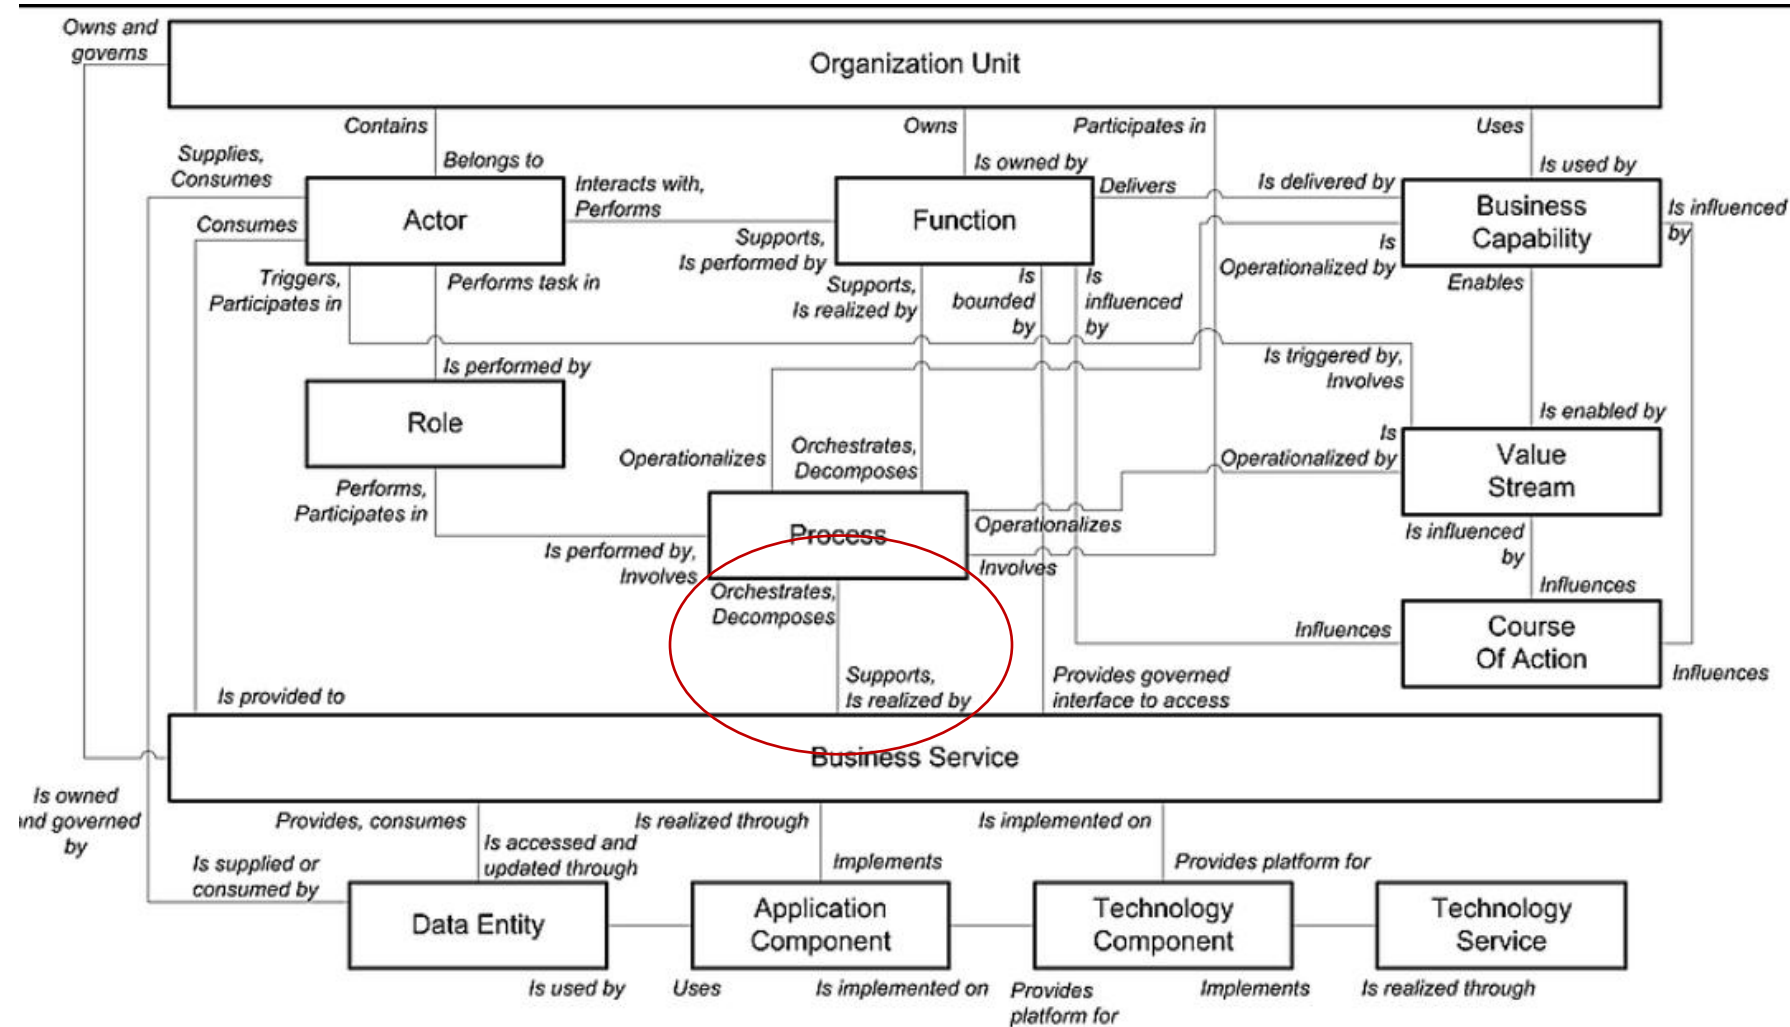 Owns and
governs
Organization Unit
Contains
Owns
Participates in
Uses
Supplies,
Consumes
Belongs to
Is owned by
Is used by
Interacts with,
Performs
Delivers
Is delivered by
Actor
Function
Business
Capability
Is influenced
by
Consumes
Supports,
Is performed by
Is
Operationalized by
Triggers,
Participates in
Performs task in
Supports,
Is realized by
Is
bounded
by
Is
influenced
by
Enables
Is performed by
Is triggered by,
Involves
Role
Is enabled by
Operationalizes
Orchestrates,
Decomposes
Is
Operationalized by
Value
Stream
Performs,
Participates in
Process
Operationalizes
Is performed by,
Involves
Involves
Is influenced
by
Orchestrates,
Decomposes
Influences
Influences
Course
Of Action
Influences
Is provided to
Supports,
Is realized by
Provides governed
interface to access
Business Service
Is owned
nd governed
by
Provides, consumes
Is realized through
Is implemented on
Is accessed and
updated through
Implements
Provides platform for
Is supplied or
consumed by
Data Entity
Application
Component
Technology
Component
Technology
Service
Is used by
Uses
Is implemented on
Provides
platform for
Implements
Is realized through